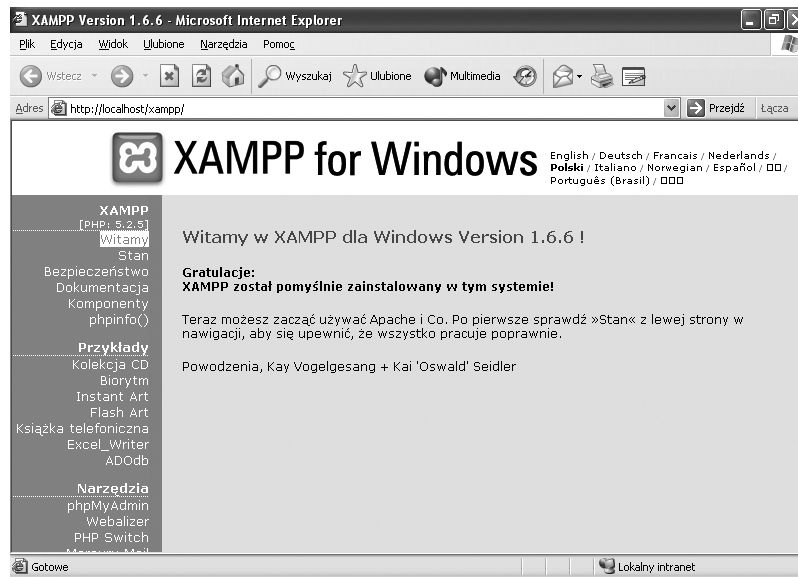 XAMPP Version 1.6.6 - Microsoft Internet Explorer
Plik Edycja Widok Ulubione Narzędzia Pomoc
Wstecz Wyszukaj Ulubione Multimedia
Adres http://localhost/xampp/ Przejdź Łącza
XAMPP for Windows
English / Deutsch / Francais / Nederlands /
Polski / Italiano / Norwegian / Español / □□ /
Português (Brasil) / □□□
XAMPP
[PHP: 5.2.5]
Witamy
Stan
Bezpieczeństwo
Dokumentacja
Komponenty
phpinfo()
Przykłady
Kolekcja CD
Biorytm
Instant Art
Flash Art
Książka telefoniczna
Excel_Writer
ADOdb
Narzędzia
phpMyAdmin
Webalizer
PHP Switch
Mercury Mail
Witamy w XAMPP dla Windows Version 1.6.6 !
Gratulacje:
XAMPP został pomyślnie zainstalowany w tym systemie!
Teraz możesz zacząć używać Apache i Co. Po pierwsze sprawdź »Stan« z lewej strony w
nawigacji, aby się upewnić, że wszystko pracuje poprawnie.
Powodzenia, Kay Vogelgesang + Kai 'Oswald' Seidler
Gotowe Lokalny intranet